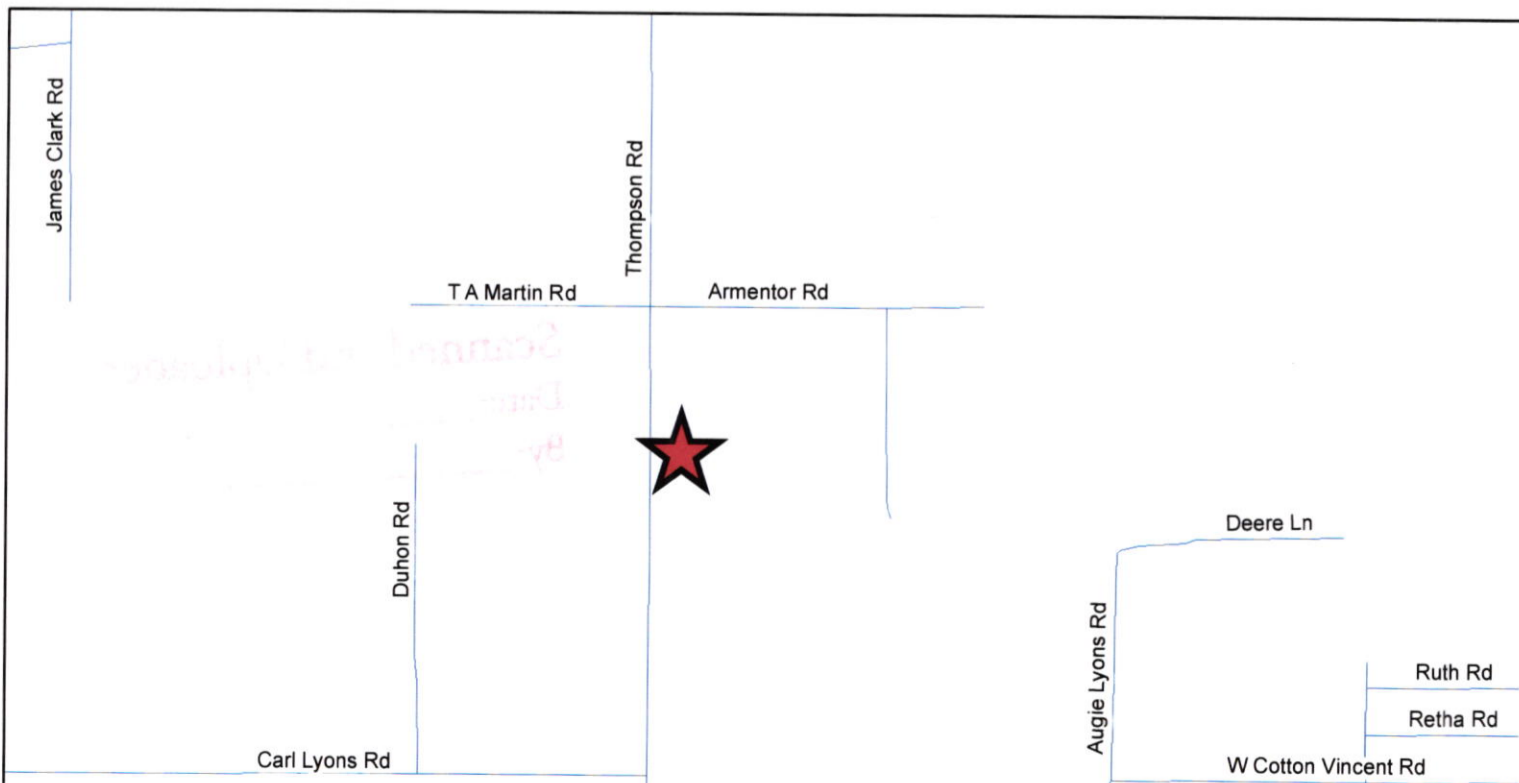 James Clark Rd
Thompson Rd
T A Martin Rd
Armentor Rd
Duhon Rd
Deere Ln
Augie Lyons Rd
Ruth Rd
Retha Rd
Carl Lyons Rd
W Cotton Vincent Rd